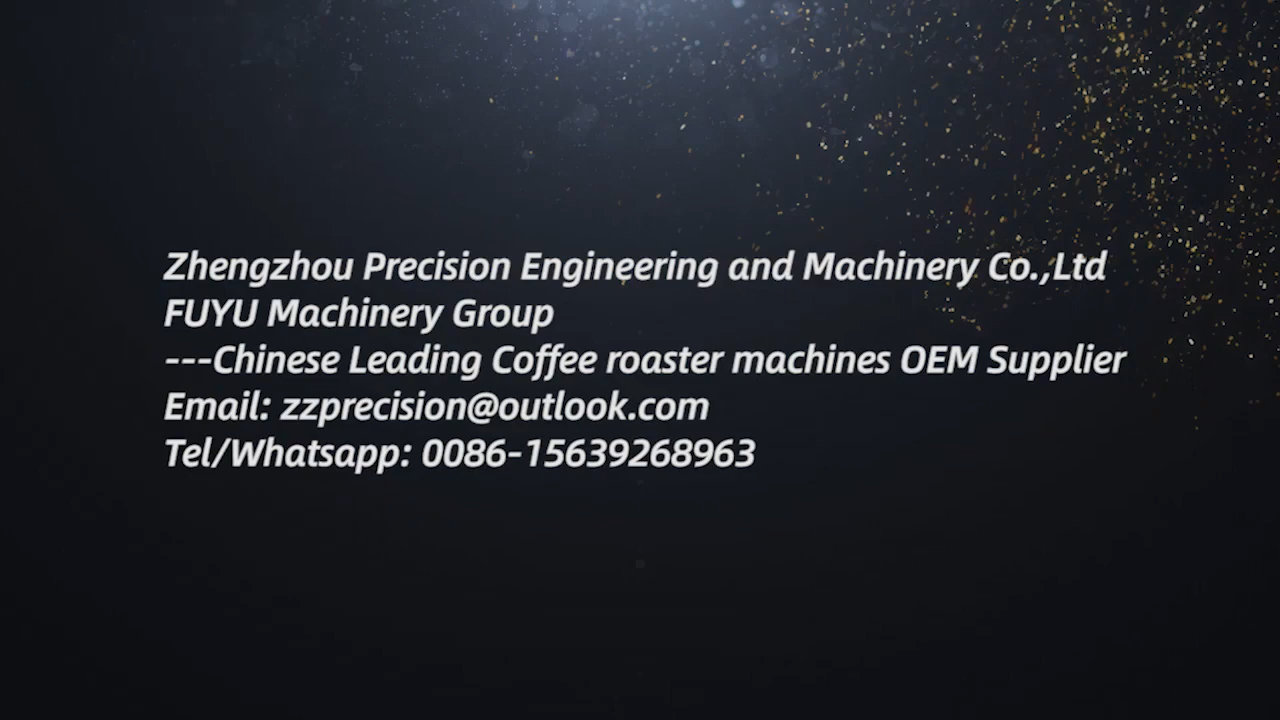 Zhengzhou Precision Engineering and Machinery Co.,Ltd
FUYU Machinery Group
---Chinese Leading Coffee roaster machines OEM Supplier
Email: zzprecision@outlook.com
Tel/Whatsapp: 0086-15639268963